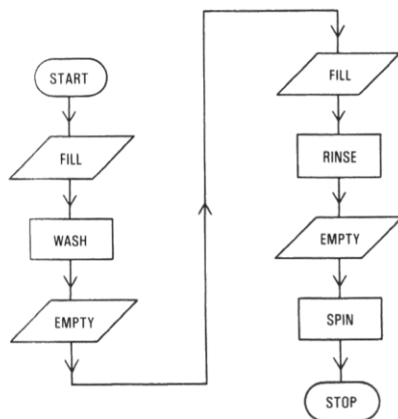 START
FILL
WASH
EMPTY
FILL
RINSE
EMPTY
SPIN
STOP